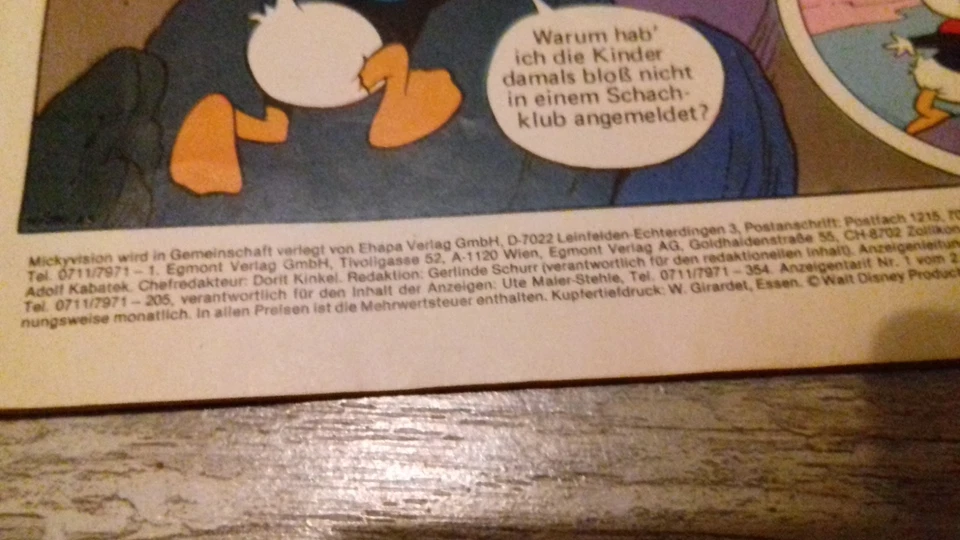 Warum hab'
ich die Kinder
damals bloß nicht
in einem Schach-
klub angemeldet?
Mickyvision wird in Gemeinschaft verlegt von Ehapa Verlag GmbH, D-7022 Leinfelden-Echterdingen 3, Postanschrift: Postfach 1215, 70
Tel. 0711/7971 – 1. Egmont Verlag GmbH, Tivoligasse 52, A-1120 Wien, Egmont Verlag AG, Goldhaldenstraße 55, CH-8702 Zollikon
Adolf Kabatek. Chefredakteur: Dorit Kinkel. Redaktion: Gerlinde Schurr (verantwortlich für den redaktionellen Inhalt). Anzeigenleitung
Tel. 0711/7971 – 205, verantwortlich für den Inhalt der Anzeigen: Ute Maier-Stehle, Tel. 0711/7971 – 354. Anzeigentarif Nr. 1 vom 2.
nungsweise monatlich. In allen Preisen ist die Mehrwertsteuer enthalten. Kupfertiefdruck: W. Girardet, Essen. © Walt Disney Product